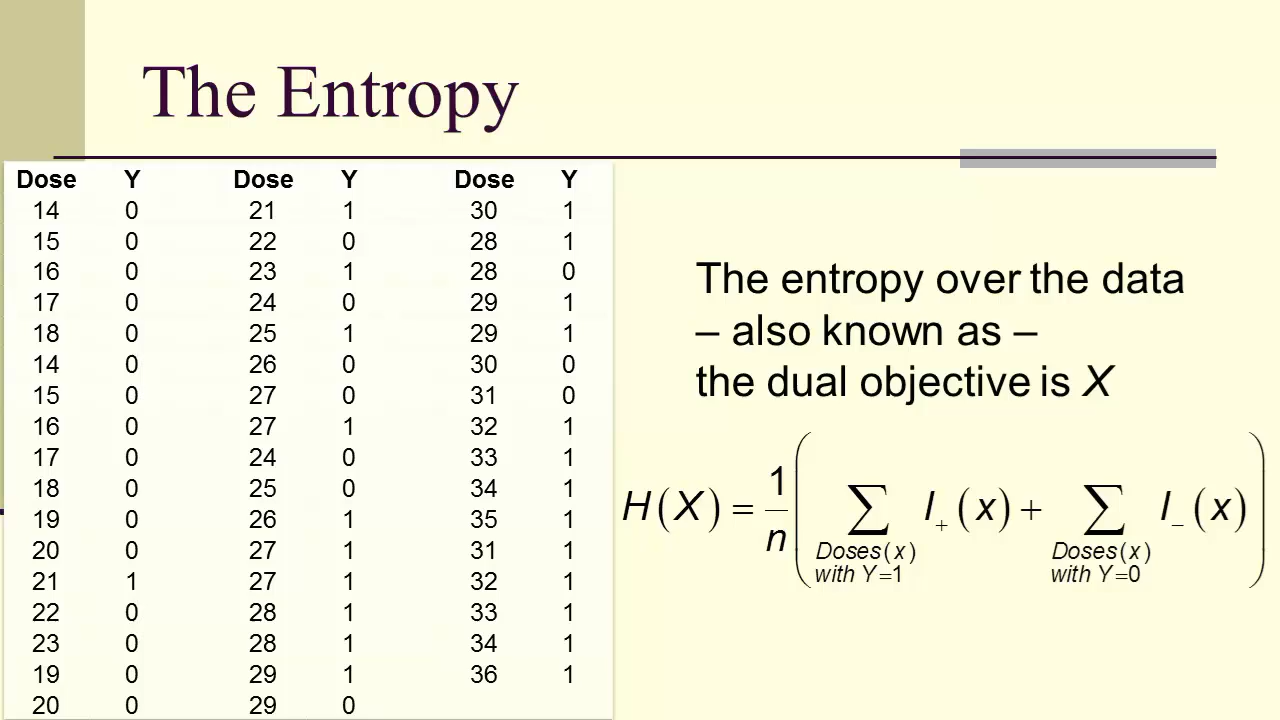 The Entropy
Dose Y Dose Y Dose Y
14 0 21 1 30 1
15 0 22 0 28 1
16 0 23 1 28 0
17 0 24 0 29 1
18 0 25 1 29 1
14 0 26 0 30 0
15 0 27 0 31 0
16 0 27 1 32 1
17 0 24 0 33 1
18 0 25 0 34 1
19 0 26 1 35 1
20 0 27 1 31 1
21 1 27 1 32 1
22 0 28 1 33 1
23 0 28 1 34 1
19 0 29 1 36 1
20 0 29 0
The entropy over the data
– also known as –
the dual objective is X
H(X) = 1/n ( ∑ Doses(x) with Y=1 I₊(x) + ∑ Doses(x) with Y=0 I₋(x) )